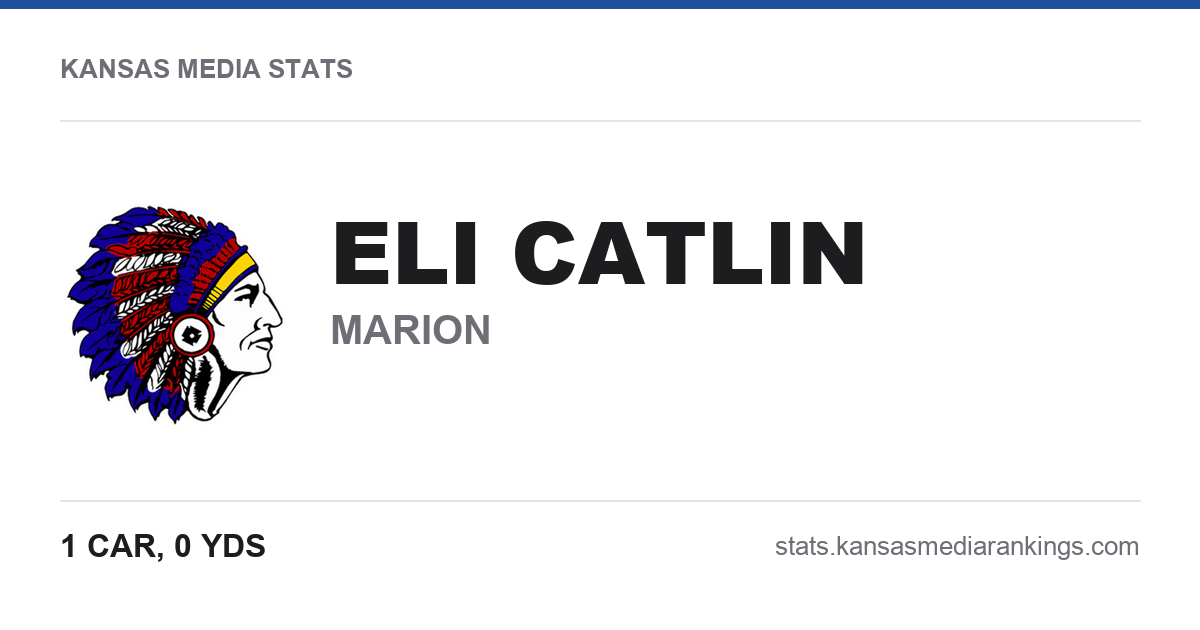 KANSAS MEDIA STATS
ELI CATLIN
MARION
1 CAR, 0 YDS
stats.kansasmediarankings.com